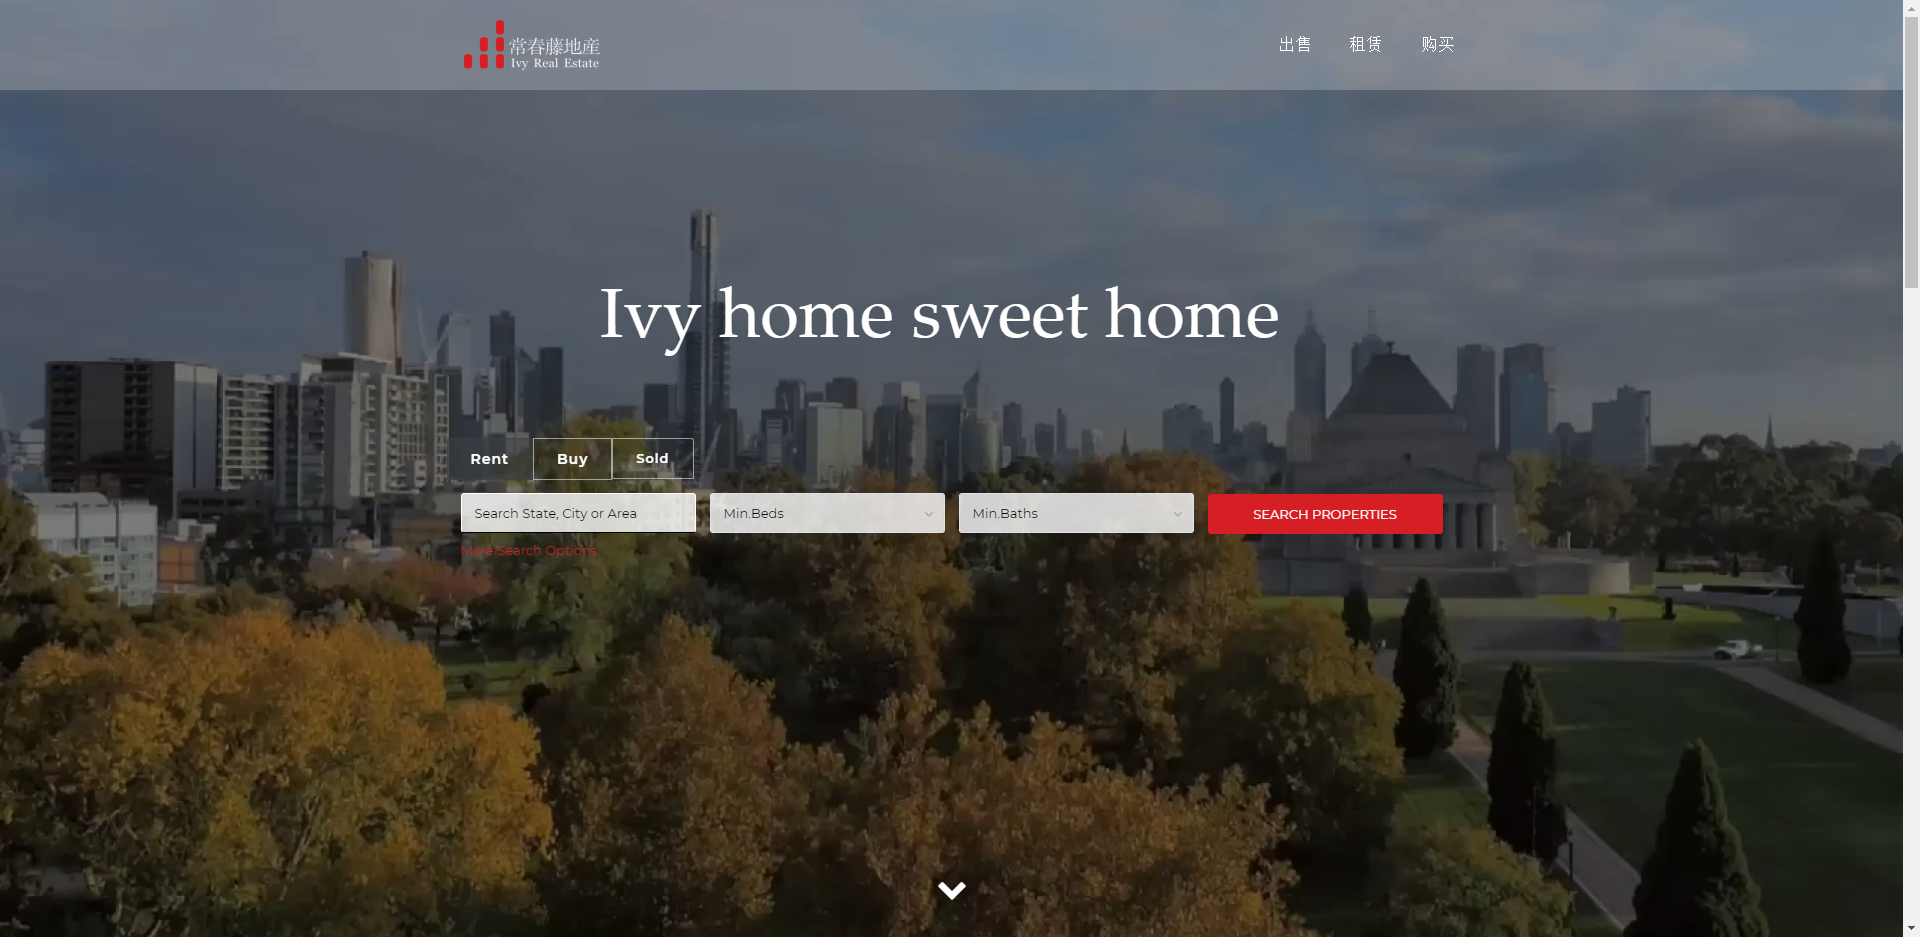 常春藤地産
Ivy Real Estate
出售 租赁 购买
Ivy home sweet home
Rent Buy Sold
Search State, City or Area Min.Beds Min.Baths SEARCH PROPERTIES
More Search Options